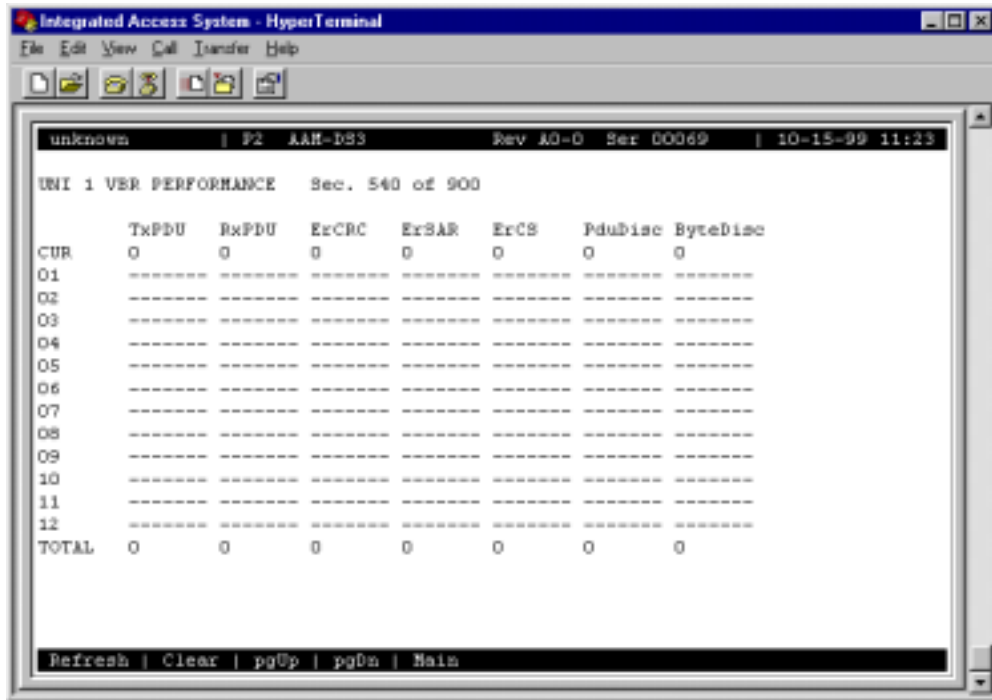 Integrated Access System - HyperTerminal
File Edit View Call Transfer Help
unknown | P2 AAM-DS3 Rev A0-0 Ser 00069 | 10-15-99 11:23
UNI 1 VBR PERFORMANCE Sec. 540 of 900
TxPDU RxPDU ErCRC ErSAR ErCS PduDisc ByteDisc
CUR 0 0 0 0 0 0 0
01 ------- ------- ------- ------- ------- ------- -------
02 ------- ------- ------- ------- ------- ------- -------
03 ------- ------- ------- ------- ------- ------- -------
04 ------- ------- ------- ------- ------- ------- -------
05 ------- ------- ------- ------- ------- ------- -------
06 ------- ------- ------- ------- ------- ------- -------
07 ------- ------- ------- ------- ------- ------- -------
08 ------- ------- ------- ------- ------- ------- -------
09 ------- ------- ------- ------- ------- ------- -------
10 ------- ------- ------- ------- ------- ------- -------
11 ------- ------- ------- ------- ------- ------- -------
12 ------- ------- ------- ------- ------- ------- -------
TOTAL 0 0 0 0 0 0 0
Refresh | Clear | pgUp | pgDn | Main